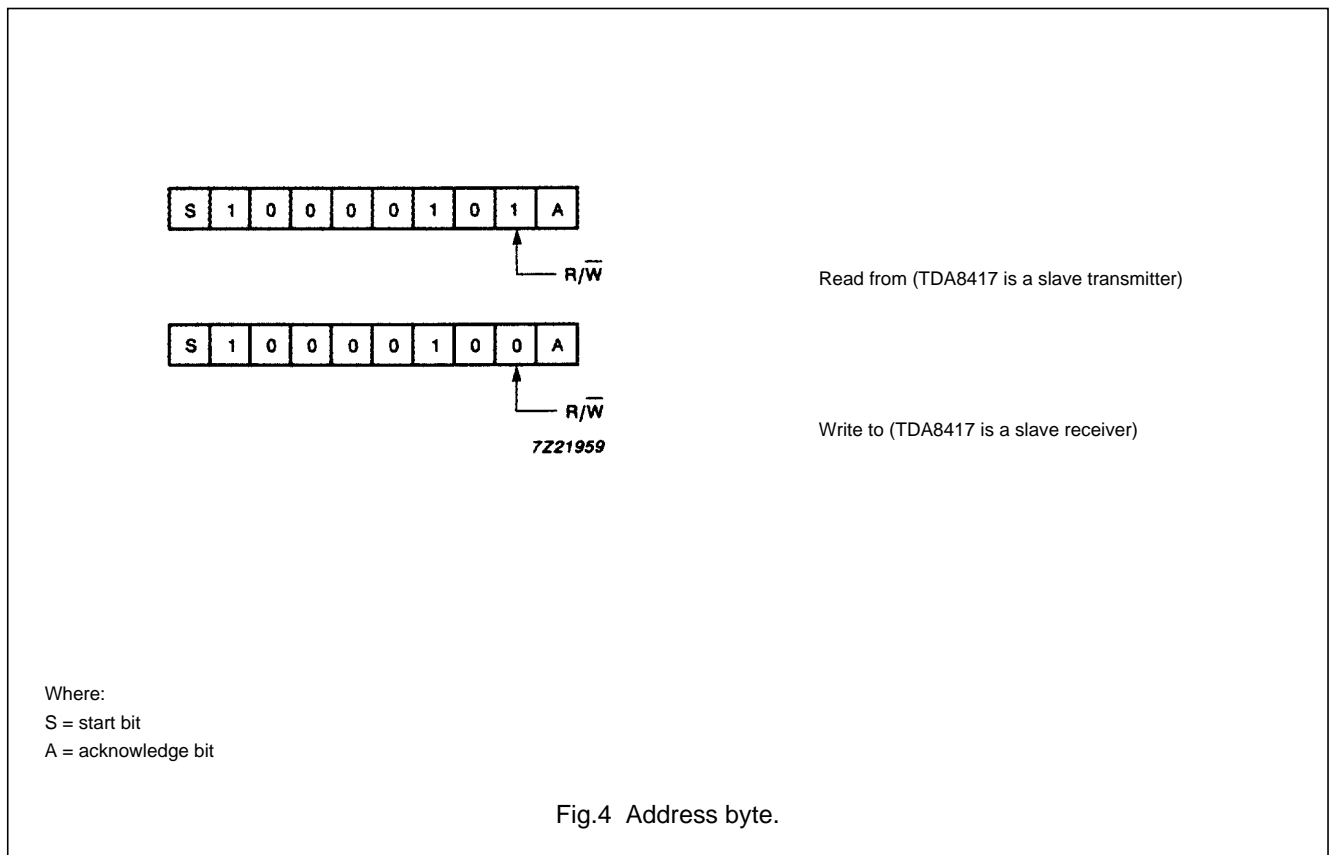 S 1 0 0 0 0 1 0 1 A
R/W̅
Read from (TDA8417 is a slave transmitter)
S 1 0 0 0 0 1 0 0 A
R/W̅
7Z21959
Write to (TDA8417 is a slave receiver)
Where:
S = start bit
A = acknowledge bit
Fig.4 Address byte.